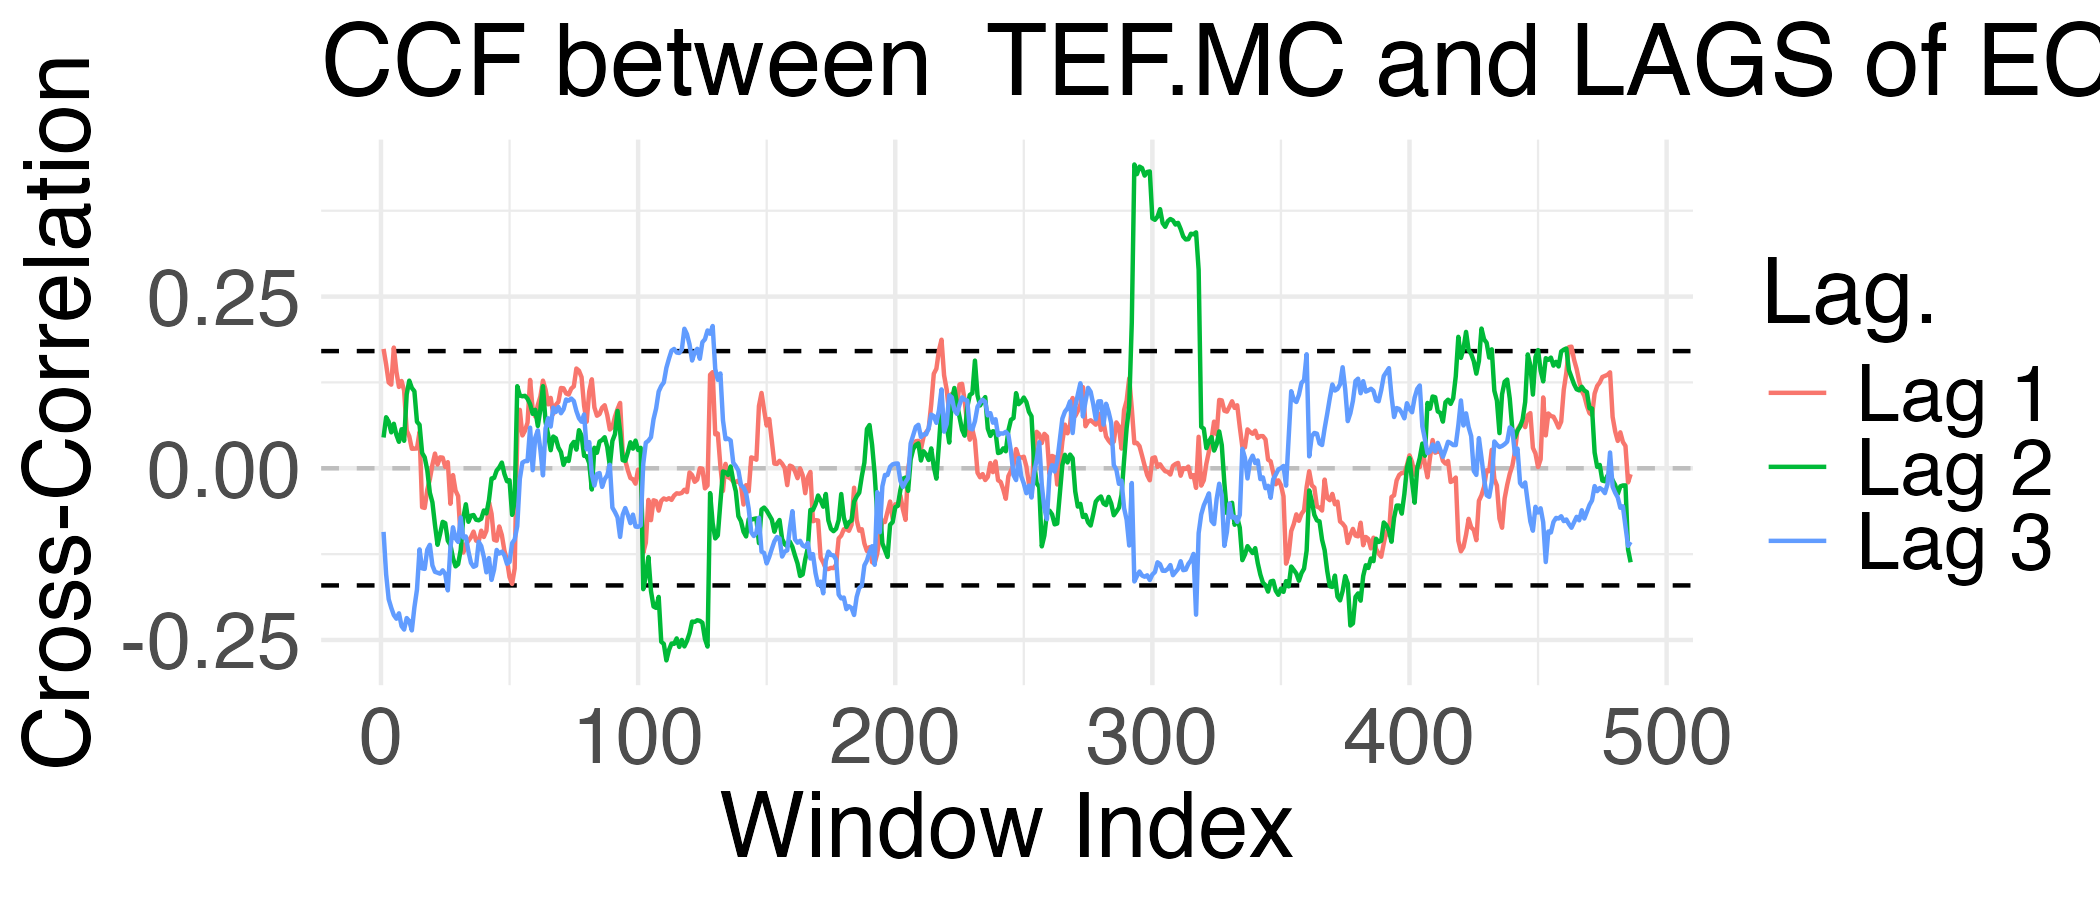 CCF between  TEF.MC and LAGS of EC
Cross-Correlation
0.25
0.00
-0.25
0
100
200
300
400
500
Window Index
Lag.
Lag 1
Lag 2
Lag 3